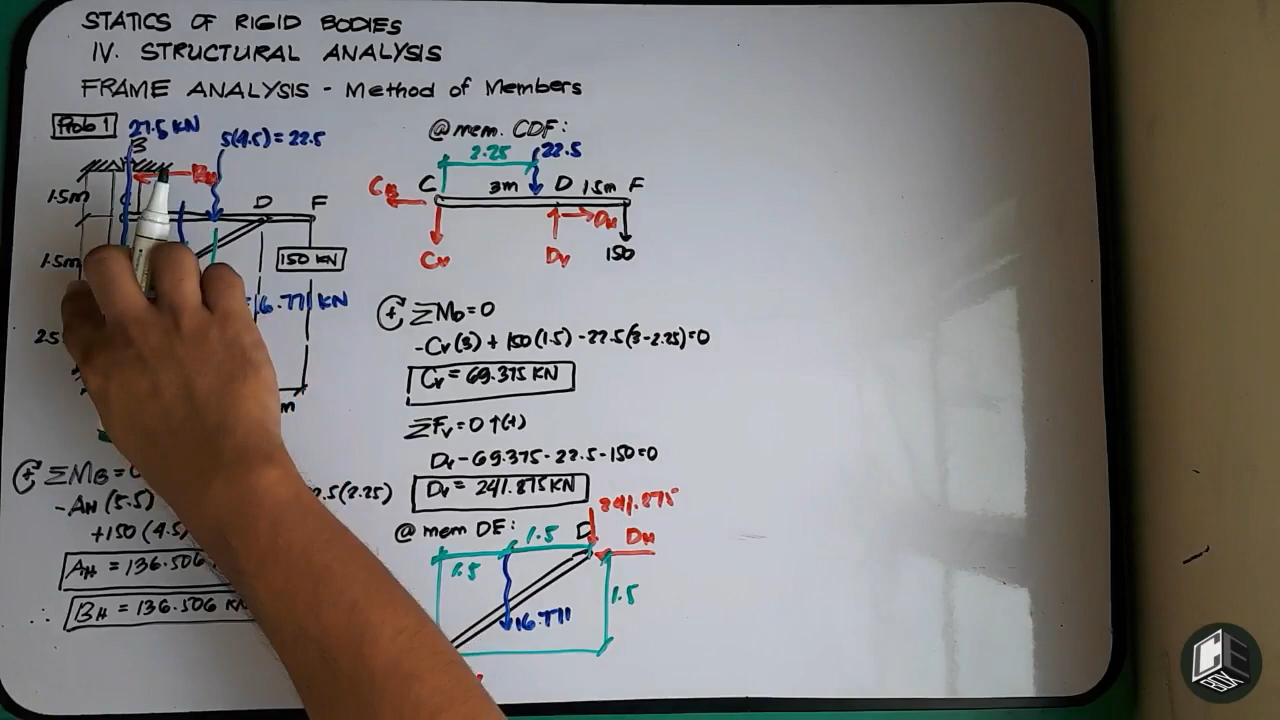 STATICS OF RIGID BODIES
IV. STRUCTURAL ANALYSIS
FRAME ANALYSIS - Method of Members
Prob 1
27.5 KN
B
5(4.5) = 22.5
1.5m
D
F
1.5m
150 KN
16.771 KN
m
ΣMB = 0
-AH (5.5)
.5(2.25)
+150 (4.5)
AH = 136.506
∴ BH = 136.506 KN
@ mem. CDF:
2.25
22.5
CH
C
3m
D
1.5m
F
DH
CV
DV
150
+ ΣMD = 0
-CV(3) + 150(1.5) - 22.5(3-2.25) = 0
CV = 69.375 KN
ΣFV = 0 ↑(+)
DV - 69.375 - 22.5 - 150 = 0
DV = 241.875 KN
@ mem DE:
241.875
1.5
D
DH
1.5
1.5
16.771
CE
BOX